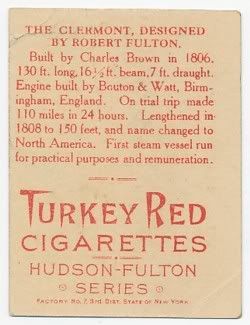 THE CLERMONT, DESIGNED
BY ROBERT FULTON.
Built by Charles Brown in 1806,
130 ft. long, 16½ ft. beam, 7 ft. draught.
Engine built by Bouton & Watt, Birm-
ingham, England. On trial trip made
110 miles in 24 hours. Lengthened in
1808 to 150 feet, and name changed to
North America. First steam vessel run
for practical purposes and remuneration.
TURKEY RED
CIGARETTES
HUDSON-FULTON
SERIES
FACTORY No. 7, 3rd DIST. STATE OF NEW YORK